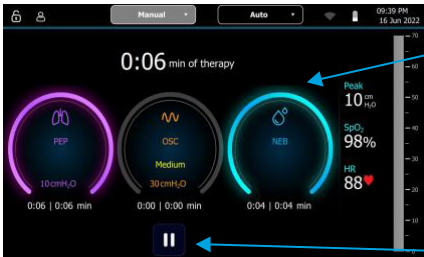 Manual
Auto
09:39 PM
16 Jun 2022
0:06 min of therapy
PEP
10cmH2O
0:06 | 0:06 min
OSC
Medium
30cmH2O
0:00 | 0:00 min
NEB
0:04 | 0:04 min
Peak
10 cm H2O
SpO2
98%
HR
88
70
60
50
40
30
20
10
0